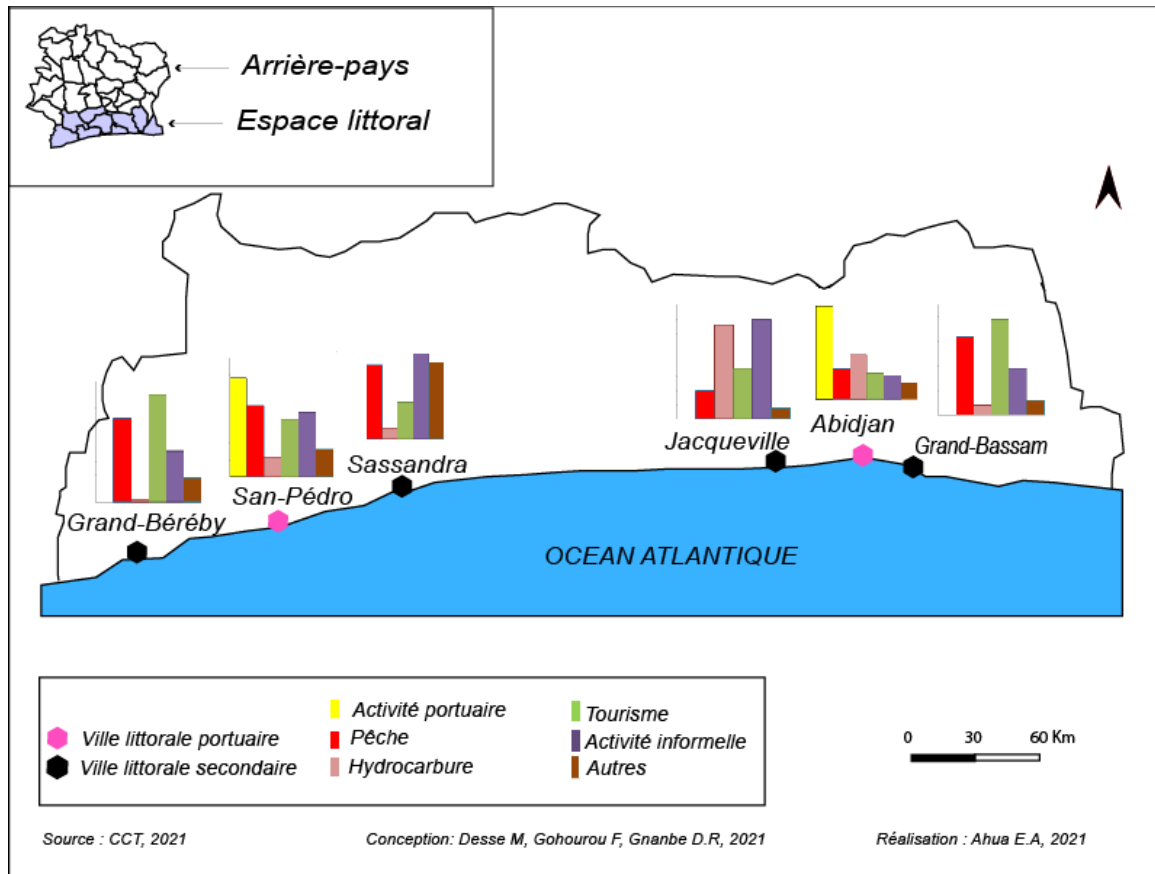 Arrière-pays
Espace littoral
Jacqueville
Abidjan
Grand-Bassam
Sassandra
San-Pédro
Grand-Béréby
OCEAN ATLANTIQUE
Ville littorale portuaire
Ville littorale secondaire
Activité portuaire
Pêche
Hydrocarbure
Tourisme
Activité informelle
Autres
0 30 60 Km
Source : CCT, 2021
Conception: Desse M, Gohourou F, Gnanbe D.R, 2021
Réalisation : Ahua E.A, 2021